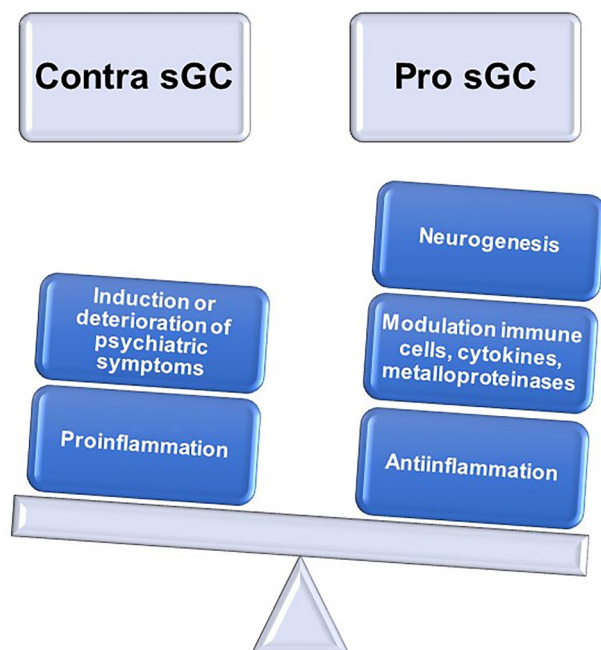 Contra sGC
Pro sGC
Neurogenesis
Induction or
deterioration of
psychiatric
symptoms
Modulation immune
cells, cytokines,
metalloproteinases
Proinflammation
Antiinflammation